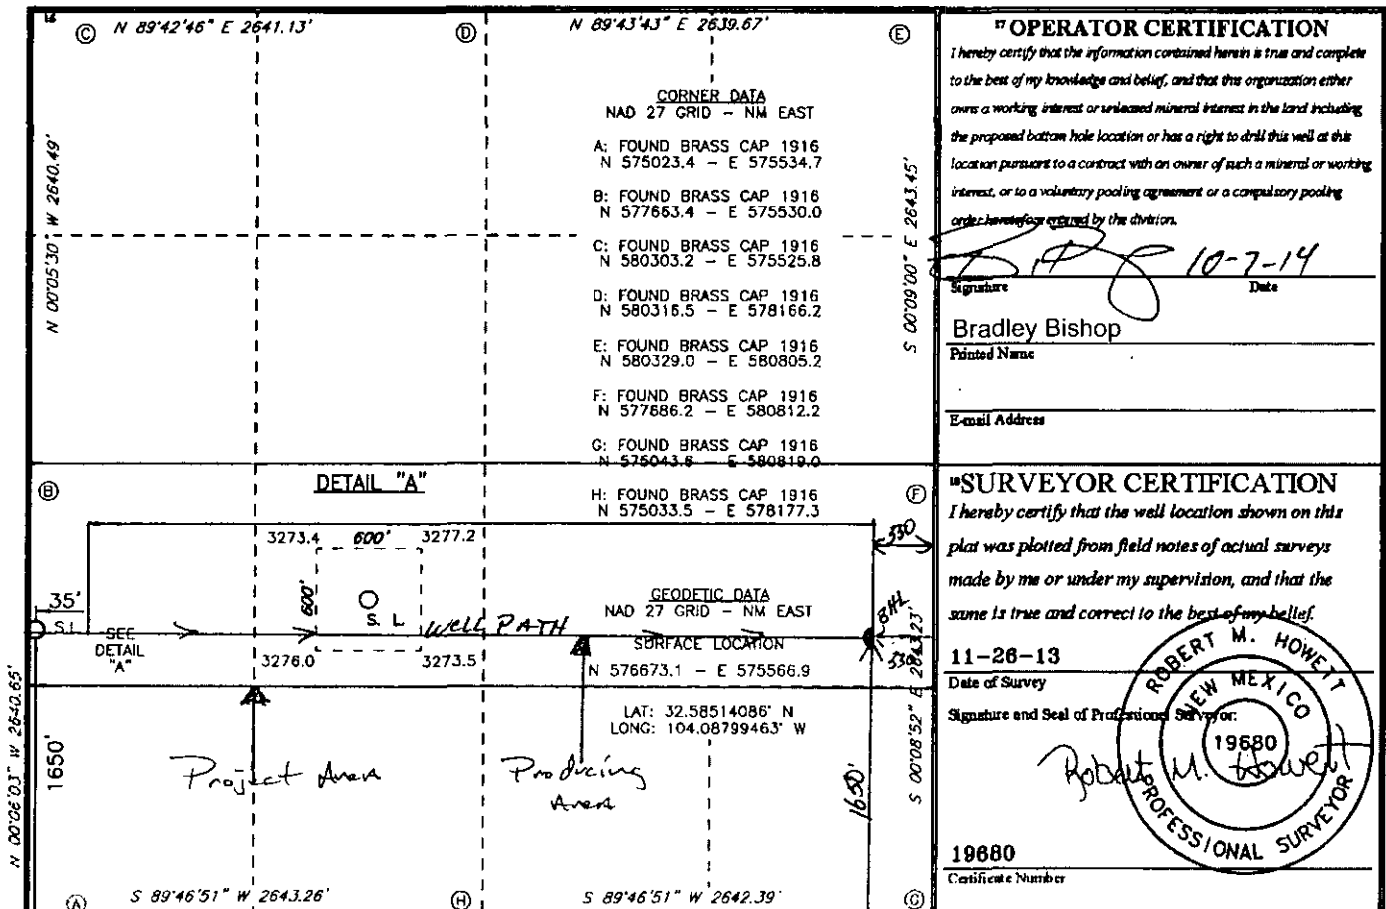 16
C N 89'42'46" E 2641.13'
D
N 89'43'43" E 2639.67'
E
N 00'05'30" W 2640.49'
S 00'09'00" E 2643.45'
CORNER DATA
NAD 27 GRID - NM EAST
A: FOUND BRASS CAP 1916
N 575023.4 - E 575534.7
B: FOUND BRASS CAP 1916
N 577663.4 - E 575530.0
C: FOUND BRASS CAP 1916
N 580303.2 - E 575525.8
D: FOUND BRASS CAP 1916
N 580316.5 - E 578166.2
E: FOUND BRASS CAP 1916
N 580329.0 - E 580805.2
F: FOUND BRASS CAP 1916
N 577686.2 - E 580812.2
G: FOUND BRASS CAP 1916
N 575043.6 - E 580819.0
H: FOUND BRASS CAP 1916
N 575033.5 - E 578177.3
B
DETAIL "A"
F
3273.4 600' 3277.2
600'
S. L.
3276.0 3273.5
35'
S.L.
SEE
DETAIL
"A"
WELL PATH
330
BHL
330
GEODETIC DATA
NAD 27 GRID - NM EAST
SURFACE LOCATION
N 576673.1 - E 575566.9
LAT: 32.58514086° N
LONG: 104.08799463° W
N 00'06'03" W 2640.65'
1650'
Project Area
Producing
Area
1650'
S 00'08'52" E 2643.23'
A S 89'46'51" W 2643.26'
H
S 89'46'51" W 2642.39'
G
17 OPERATOR CERTIFICATION
I hereby certify that the information contained herein is true and complete
to the best of my knowledge and belief, and that this organization either
owns a working interest or unleased mineral interest in the land including
the proposed bottom hole location or has a right to drill this well at this
location pursuant to a contract with an owner of such a mineral or working
interest, or to a voluntary pooling agreement or a compulsory pooling
order heretofore entered by the division.
10-7-14
Signature Date
Bradley Bishop
Printed Name
E-mail Address
18 SURVEYOR CERTIFICATION
I hereby certify that the well location shown on this
plat was plotted from field notes of actual surveys
made by me or under my supervision, and that the
same is true and correct to the best of my belief.
11-26-13
Date of Survey
Signature and Seal of Professional Surveyor:
ROBERT M. HOWETT
NEW MEXICO
19680
PROFESSIONAL SURVEYOR
Robert M. Howett
19680
Certificate Number